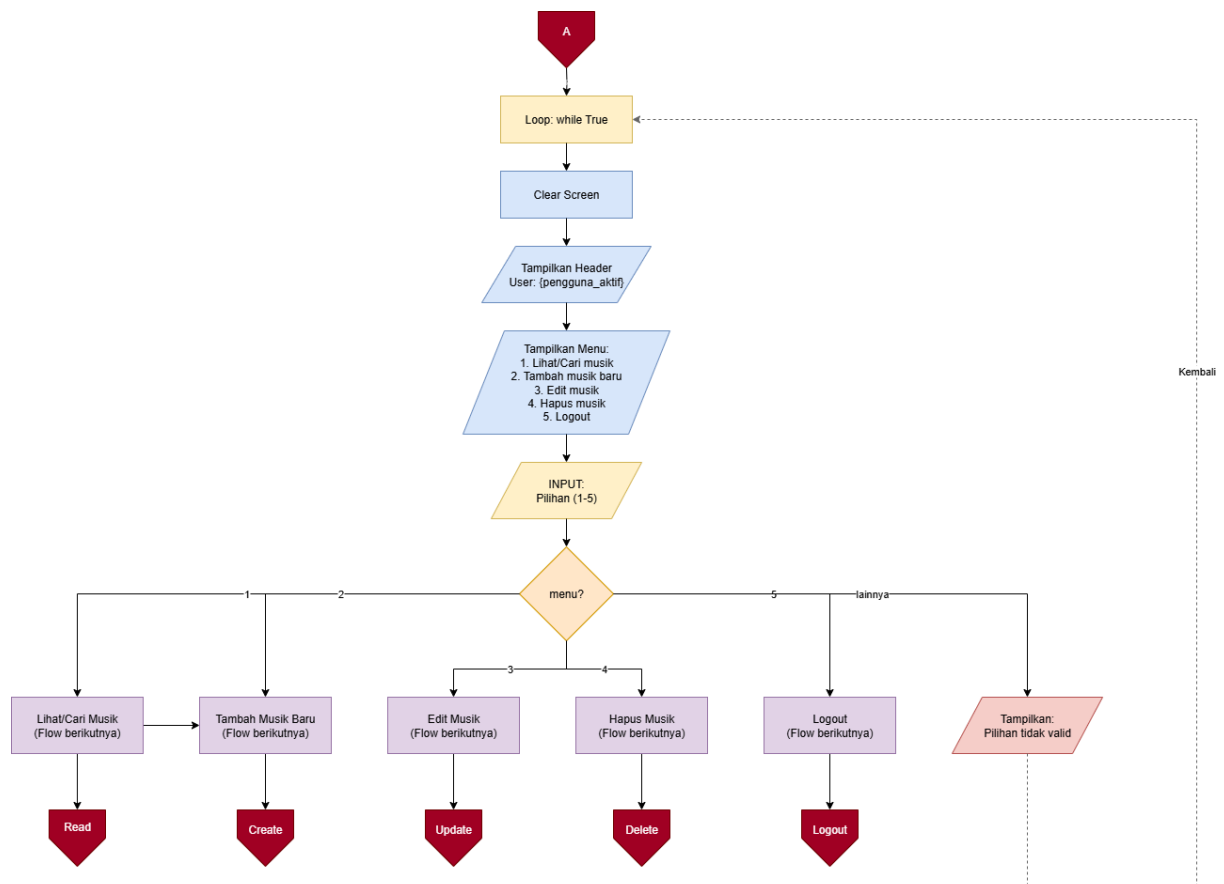 A
Loop: while True
Clear Screen
Tampilkan Header
User: {pengguna_aktif}
Tampilkan Menu:
1. Lihat/Cari musik
2. Tambah musik baru
3. Edit musik
4. Hapus musik
5. Logout
Kembali
INPUT:
Pilihan (1-5)
menu?
1
2
5
lainnya
3
4
Lihat/Cari Musik
(Flow berikutnya)
Tambah Musik Baru
(Flow berikutnya)
Edit Musik
(Flow berikutnya)
Hapus Musik
(Flow berikutnya)
Logout
(Flow berikutnya)
Tampilkan:
Pilihan tidak valid
Read
Create
Update
Delete
Logout